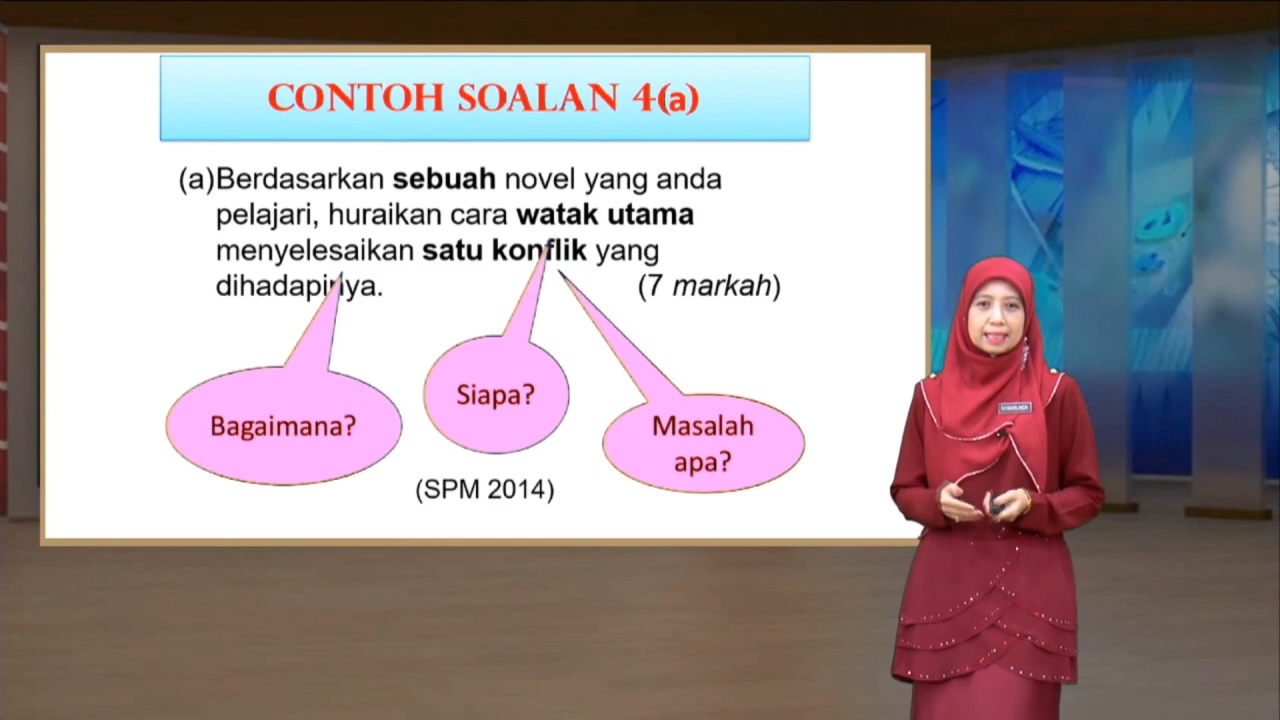 CONTOH SOALAN 4(a)
(a)Berdasarkan sebuah novel yang anda
pelajari, huraikan cara watak utama
menyelesaikan satu konflik yang
dihadapinya. (7 markah)
Bagaimana?
Siapa?
Masalah
apa?
(SPM 2014)